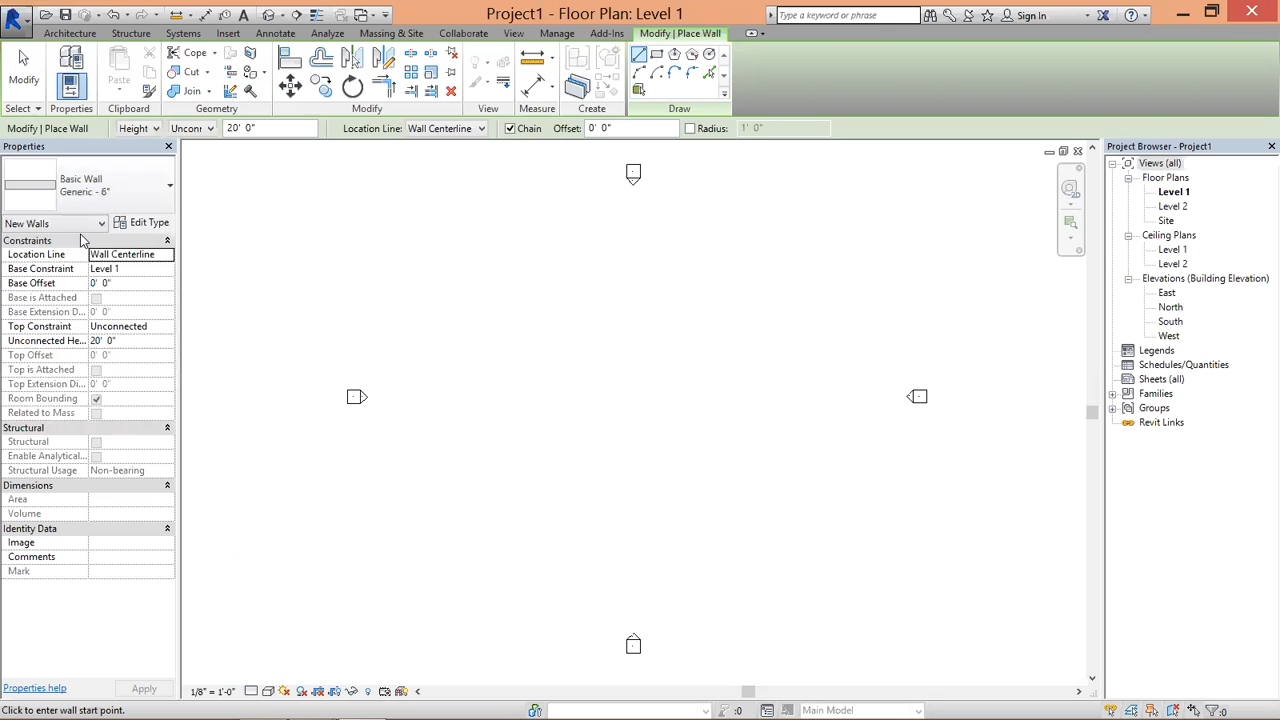 Project1 - Floor Plan: Level 1
Type a keyword or phrase
Sign In
Architecture Structure Systems Insert Annotate Analyze Massing & Site Collaborate View Manage Add-Ins Modify | Place Wall
Modify
Paste
Cope
Cut
Join
Select Properties Clipboard Geometry Modify View Measure Create Draw
Modify | Place Wall Height Unconr 20' 0" Location Line: Wall Centerline Chain Offset: 0' 0" Radius: 1' 0"
Properties
Basic Wall
Generic - 6"
New Walls Edit Type
Constraints
Location Line Wall Centerline
Base Constraint Level 1
Base Offset 0' 0"
Base is Attached
Base Extension D... 0' 0"
Top Constraint Unconnected
Unconnected He... 20' 0"
Top Offset 0' 0"
Top is Attached
Top Extension Di... 0' 0"
Room Bounding
Related to Mass
Structural
Structural
Enable Analytical...
Structural Usage Non-bearing
Dimensions
Area
Volume
Identity Data
Image
Comments
Mark
Properties help Apply
2D
Project Browser - Project1
Views (all)
Floor Plans
Level 1
Level 2
Site
Ceiling Plans
Level 1
Level 2
Elevations (Building Elevation)
East
North
South
West
Legends
Schedules/Quantities
Sheets (all)
Families
Groups
Revit Links
1/8" = 1'-0"
Click to enter wall start point.
:0
Main Model
:0